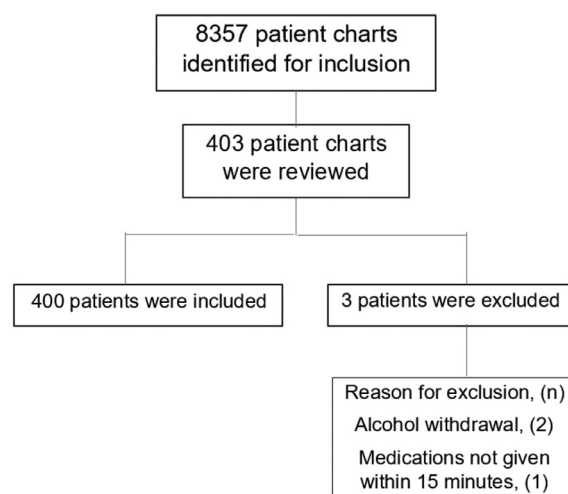 8357 patient charts
identified for inclusion
403 patient charts
were reviewed
400 patients were included
3 patients were excluded
Reason for exclusion, (n)
Alcohol withdrawal, (2)
Medications not given
within 15 minutes, (1)